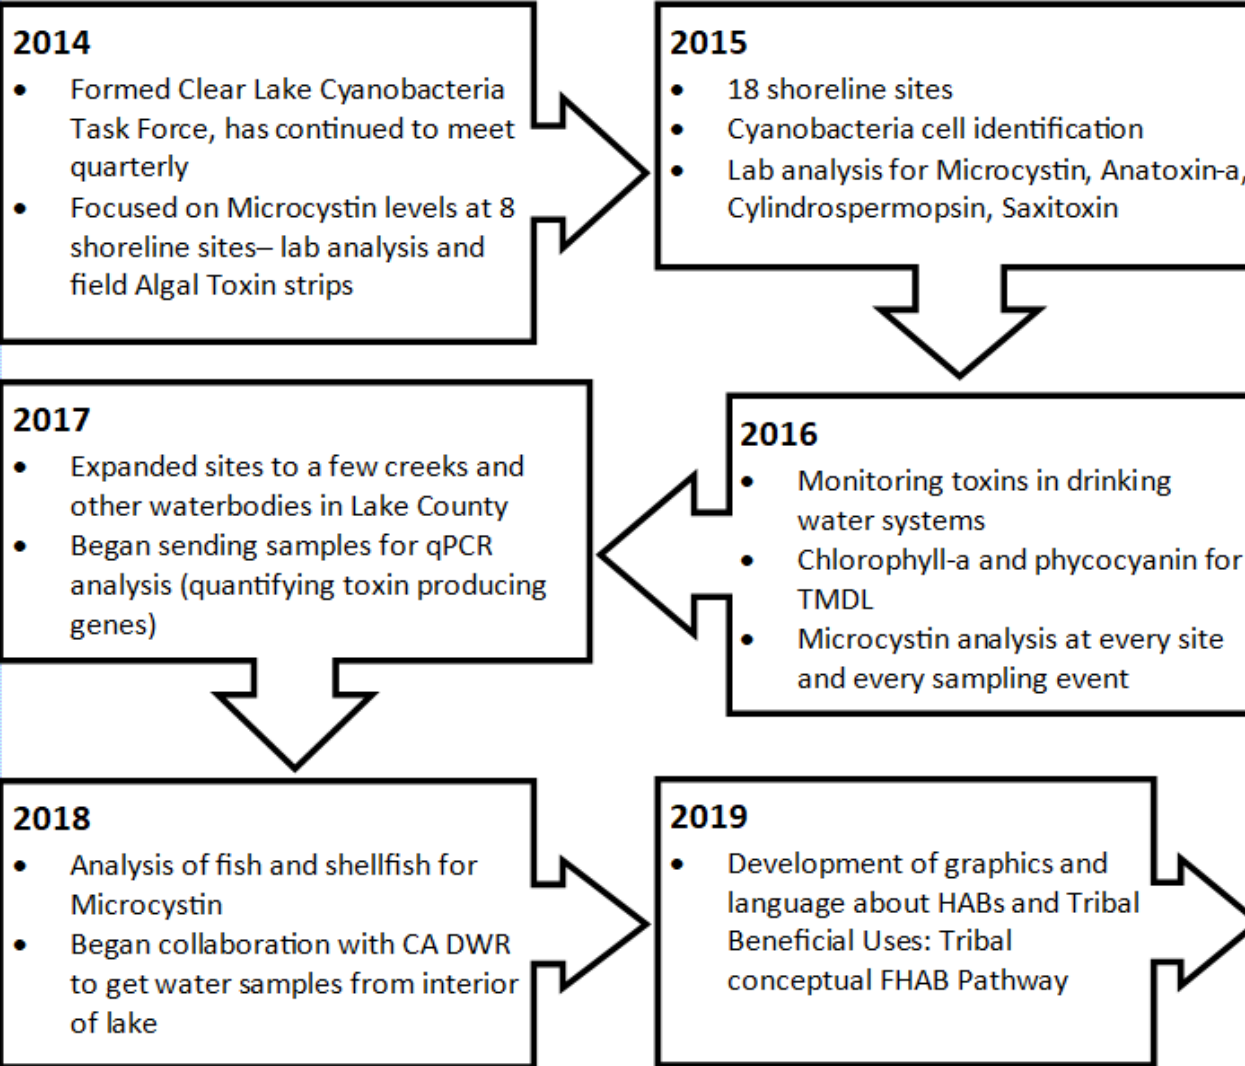 2014
• Formed Clear Lake Cyanobacteria
Task Force, has continued to meet
quarterly
• Focused on Microcystin levels at 8
shoreline sites– lab analysis and
field Algal Toxin strips
2015
• 18 shoreline sites
• Cyanobacteria cell identification
• Lab analysis for Microcystin, Anatoxin-a,
Cylindrospermopsin, Saxitoxin
2016
• Monitoring toxins in drinking
water systems
• Chlorophyll-a and phycocyanin for
TMDL
• Microcystin analysis at every site
and every sampling event
2017
• Expanded sites to a few creeks and
other waterbodies in Lake County
• Began sending samples for qPCR
analysis (quantifying toxin producing
genes)
2018
• Analysis of fish and shellfish for
Microcystin
• Began collaboration with CA DWR
to get water samples from interior
of lake
2019
• Development of graphics and
language about HABs and Tribal
Beneficial Uses: Tribal
conceptual FHAB Pathway